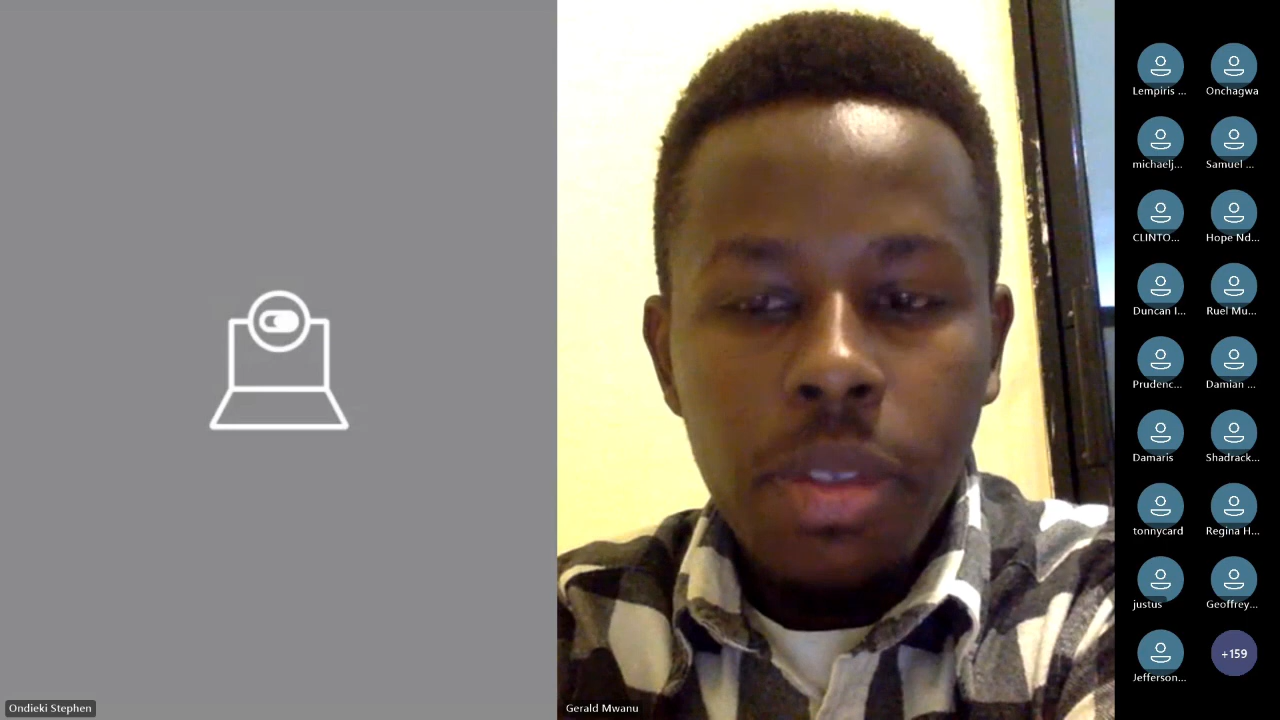 Lempiris ...
Onchagwa
michaelj...
Samuel ...
CLINTO...
Hope Nd...
Duncan I...
Ruel Mu...
Prudenc...
Damian ...
Damaris
Shadrack...
tonnycard
Regina H...
justus
Geoffrey...
Jefferson...
+159
Ondieki Stephen
Gerald Mwanu